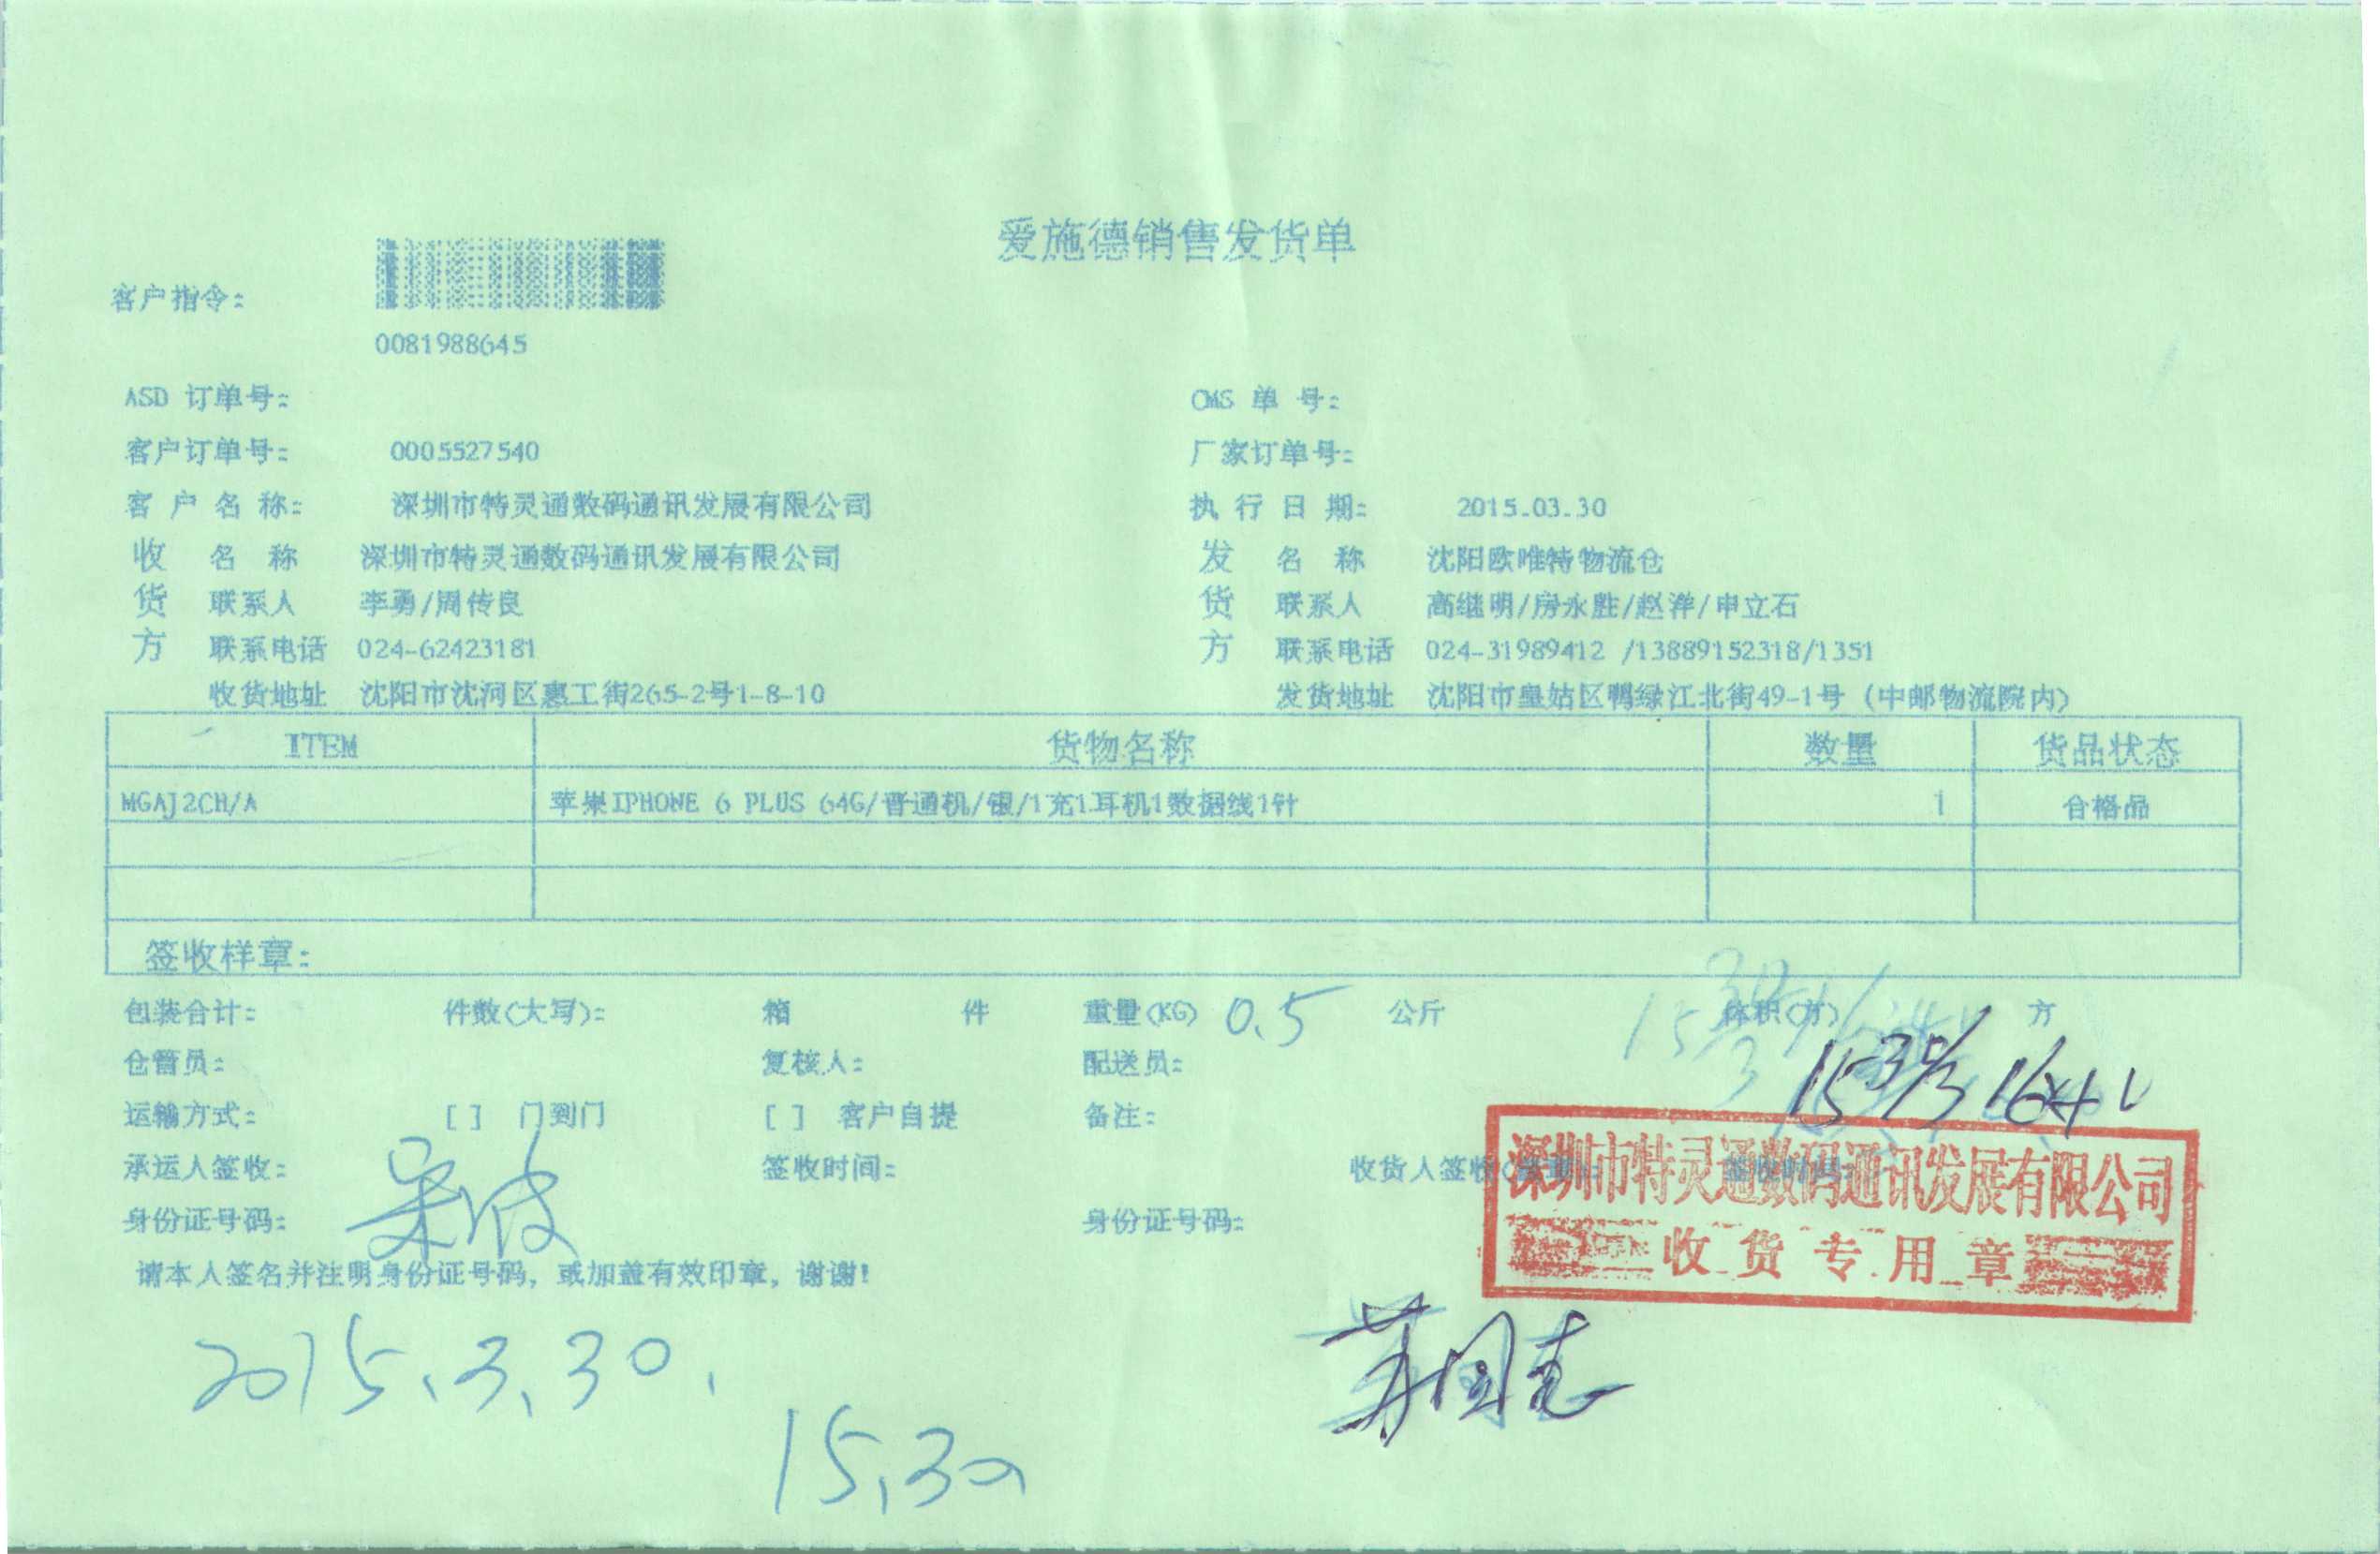 爱施德销售发货单
客户指令:
0081988645
ASD 订单号: OMS 单 号:
客户订单号: 0005527540 厂家订单号:
客 户 名 称: 深圳市特灵通数码通讯发展有限公司 执 行 日 期: 2015.03.30
收货方 名 称 深圳市特灵通数码通讯发展有限公司 发货方 名 称 沈阳欧唯特物流仓
联系人 李勇/周传良 联系人 高继明/房永胜/赵洋/申立石
联系电话 024-62423181 联系电话 024-31989412 /13889152318/1351
收货地址 沈阳市沈河区惠工街265-2号1-8-10 发货地址 沈阳市皇姑区鸭绿江北街49-1号 (中邮物流院内)
ITEM 货物名称 数量 货品状态
MGAJ2CH/A 苹果IPHONE 6 PLUS 64G/普通机/银/1充1耳机1数据线1针 1 合格品
签收样章:
包装合计: 件数(大写): 箱 件 重量(KG) 0.5 公斤 体积(方) 方
仓管员: 复核人: 配送员:
运输方式: [ ] 门到门 [ ] 客户自提 备注:
承运人签收: 签收时间: 收货人签收
深圳市特灵通数码通讯发展有限公司
身份证号码: 身份证号码:
收货专用章
请本人签名并注明身份证号码, 或加盖有效印章, 谢谢!
2015.3.30.
15.30